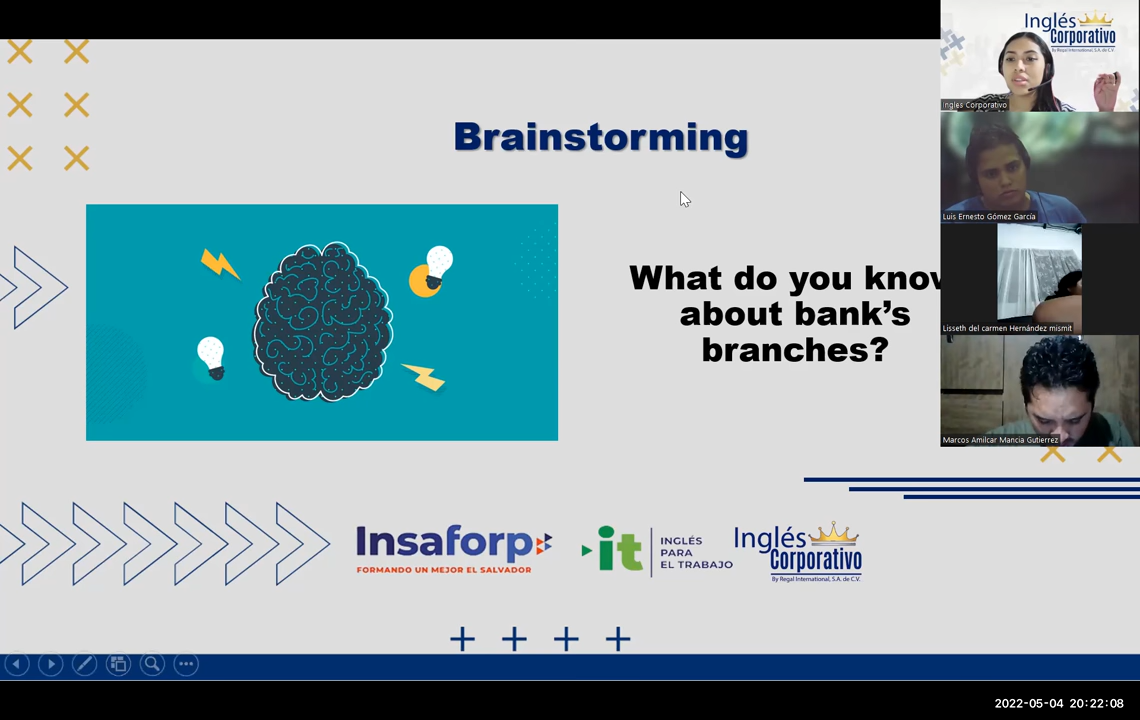 Brainstorming
What do you know
about bank's
branches?
Insaforp
FORMANDO UN MEJOR EL SALVADOR
it
INGLÉS
PARA
EL TRABAJO
Inglés
Corporativo
By Regal International, S.A. de C.V.
Inglés
Corporativo
By Regal International, S.A. de C.V.
Ingles Corporativo
Luis Ernesto Gómez García
Lisseth del carmen Hernández mismit
Marcos Amilcar Mancia Gutierrez
2022-05-04 20:22:08